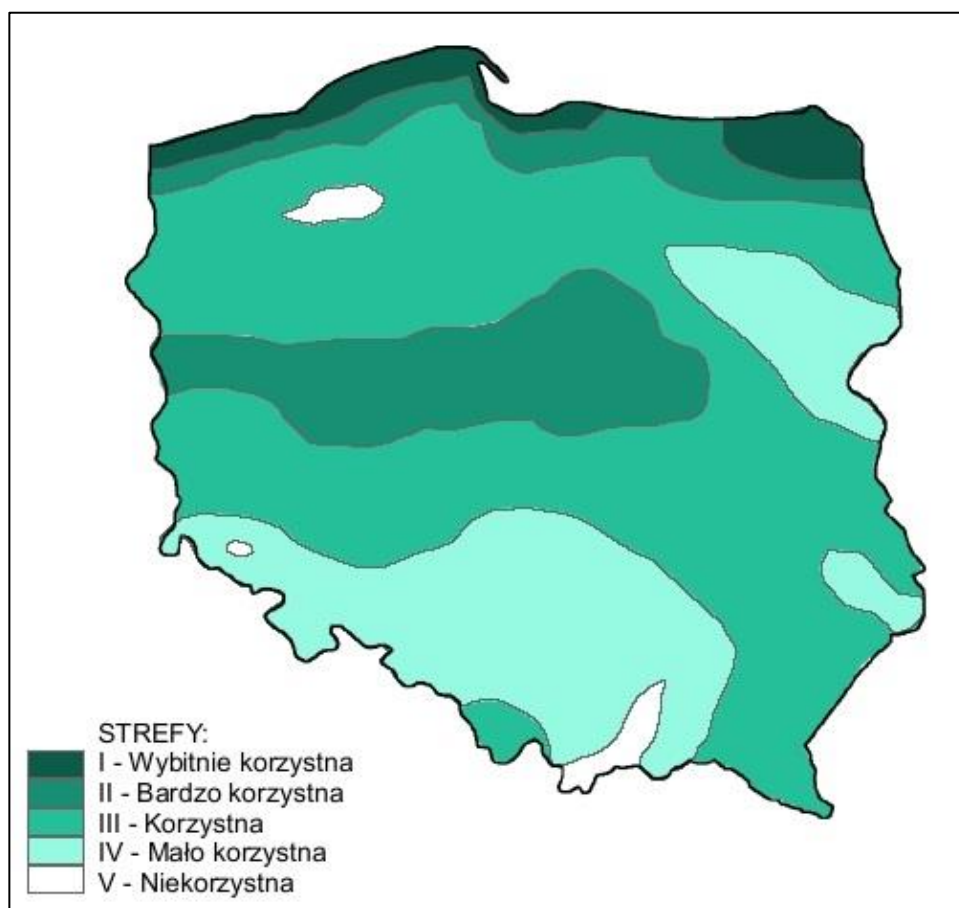 STREFY:
I - Wybitnie korzystna
II - Bardzo korzystna
III - Korzystna
IV - Mało korzystna
V - Niekorzystna